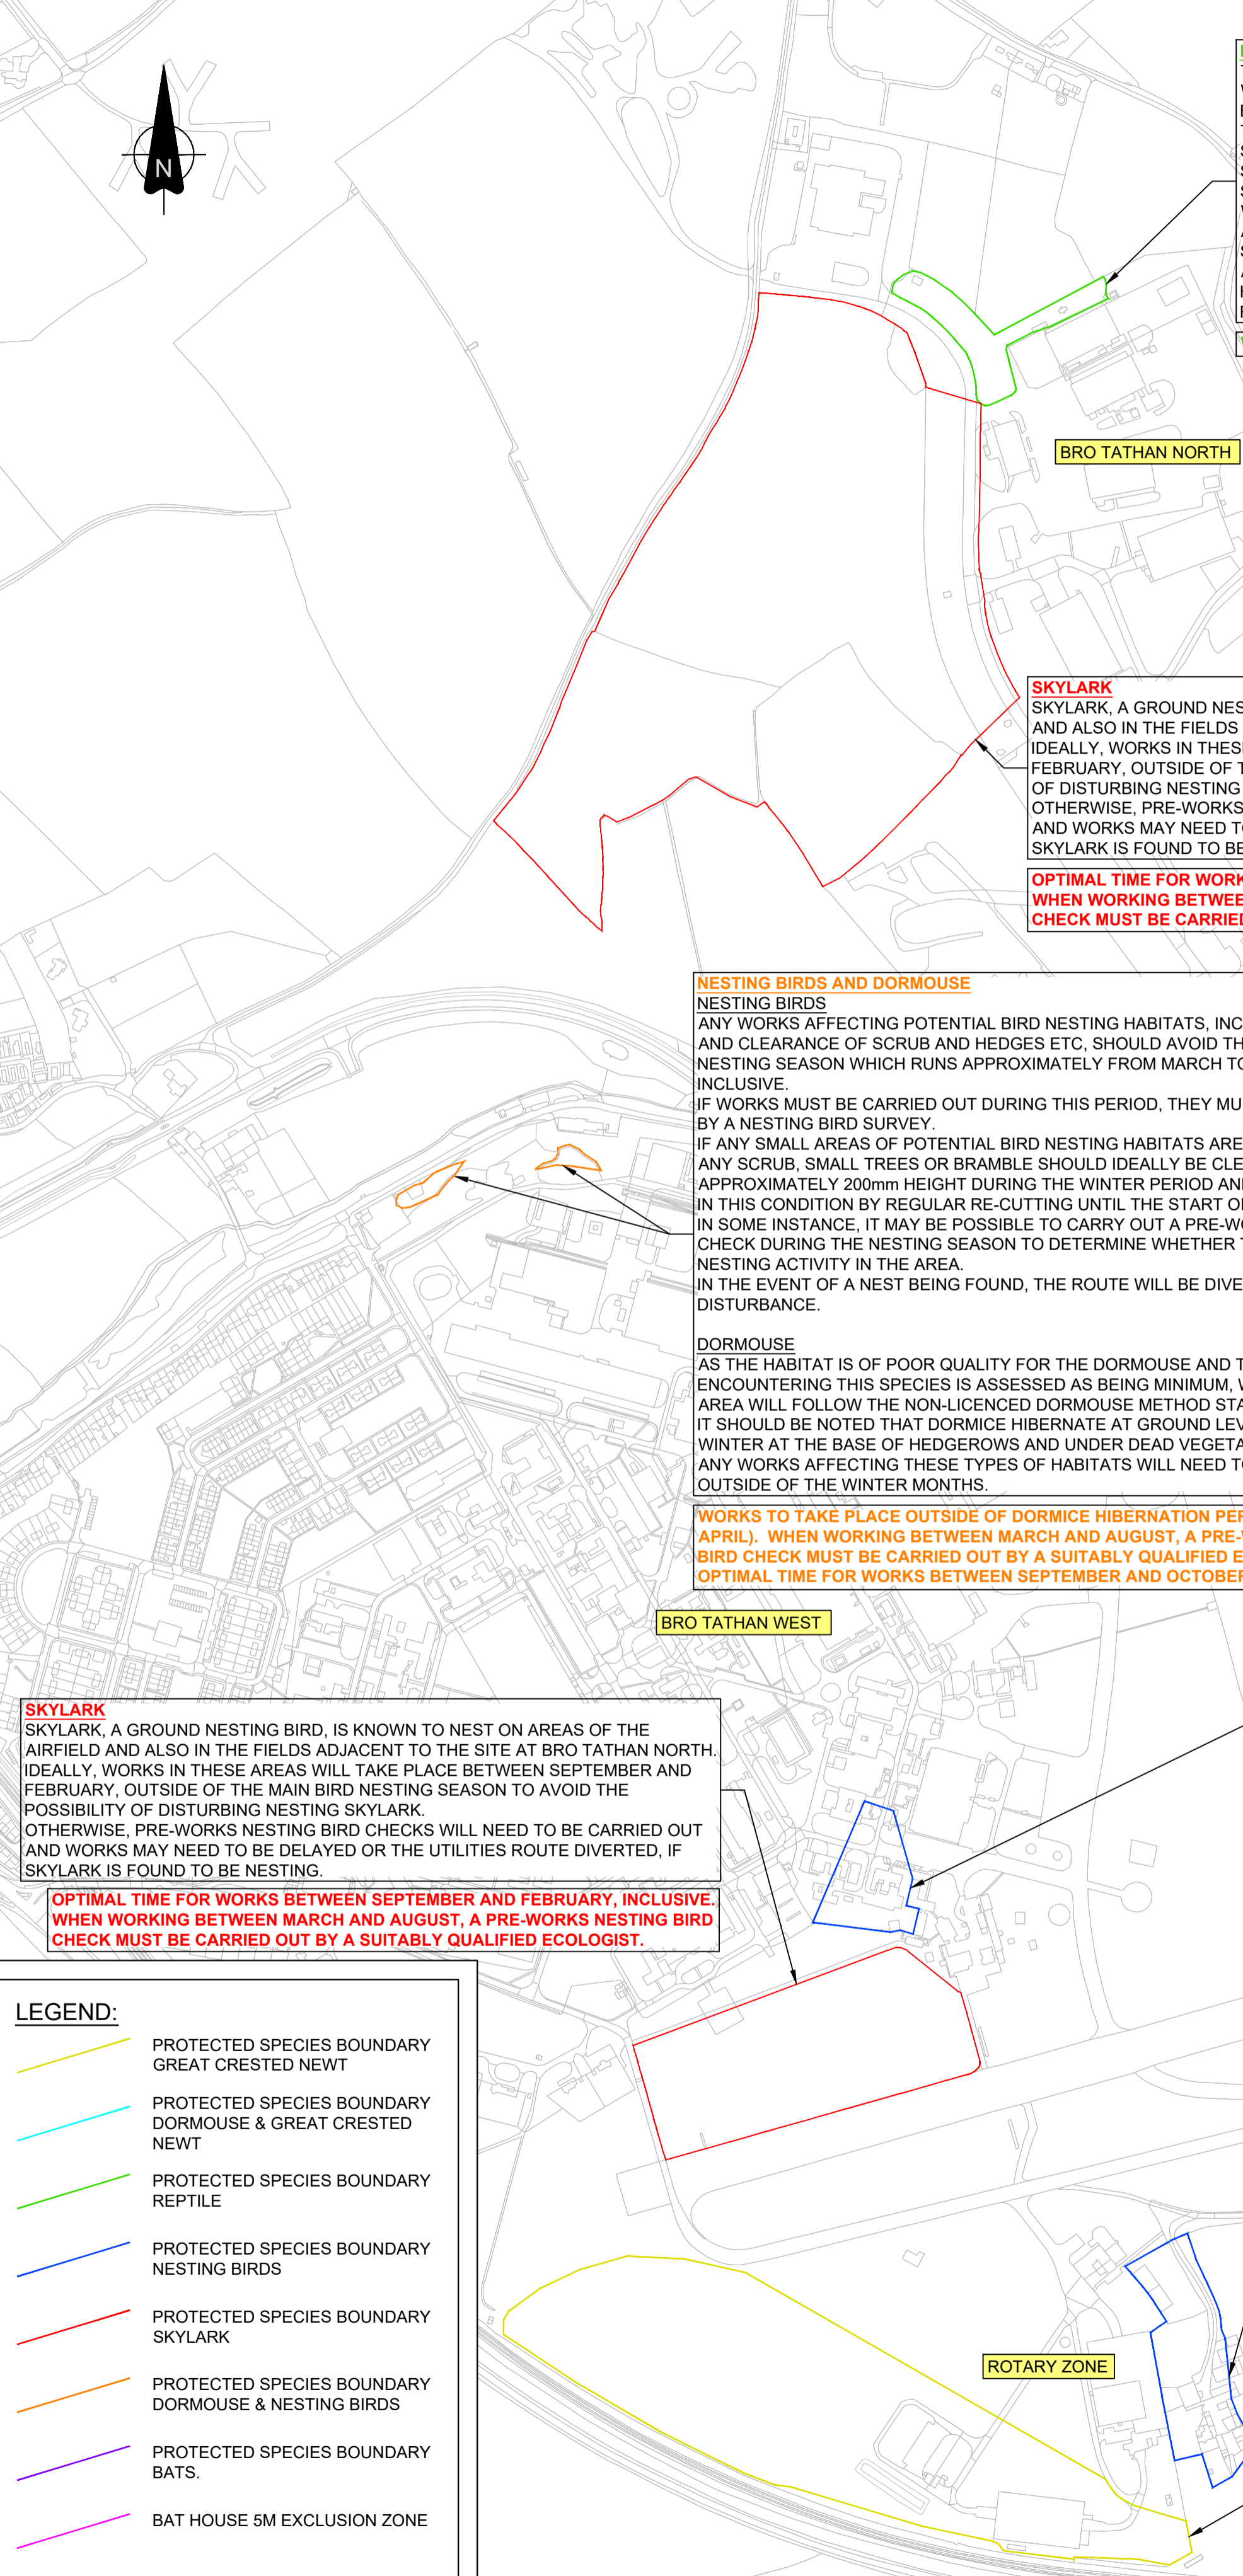 N
BRO TATHAN NORTH
SKYLARK
SKYLARK, A GROUND
AND ALSO IN THE FIELDS
IDEALLY, WORKS IN
FEBRUARY, OUTSIDE OF
OF DISTURBING NESTING
OTHERWISE, PRE-WORKS
AND WORKS MAY NEED
SKYLARK IS FOUND TO
OPTIMAL TIME FOR
WHEN WORKING
CHECK MUST BE
NESTING BIRDS AND DORMOUSE
NESTING BIRDS
ANY WORKS AFFECTING POTENTIAL BIRD NESTING HABITATS,
AND CLEARANCE OF SCRUB AND HEDGES ETC, SHOULD AVOID
NESTING SEASON WHICH RUNS APPROXIMATELY FROM MARCH
INCLUSIVE.
IF WORKS MUST BE CARRIED OUT DURING THIS PERIOD, THEY
BY A NESTING BIRD SURVEY.
IF ANY SMALL AREAS OF POTENTIAL BIRD NESTING HABITATS ARE
ANY SCRUB, SMALL TREES OR BRAMBLE SHOULD IDEALLY BE
APPROXIMATELY 200mm HEIGHT DURING THE WINTER PERIOD
IN THIS CONDITION BY REGULAR RE-CUTTING UNTIL THE START
IN SOME INSTANCE, IT MAY BE POSSIBLE TO CARRY OUT A
CHECK DURING THE NESTING SEASON TO DETERMINE WHETHER
NESTING ACTIVITY IN THE AREA.
IN THE EVENT OF A NEST BEING FOUND, THE ROUTE WILL BE
DISTURBANCE.
DORMOUSE
AS THE HABITAT IS OF POOR QUALITY FOR THE DORMOUSE AND
ENCOUNTERING THIS SPECIES IS ASSESSED AS BEING MINIMUM,
AREA WILL FOLLOW THE NON-LICENCED DORMOUSE METHOD
IT SHOULD BE NOTED THAT DORMICE HIBERNATE AT GROUND
WINTER AT THE BASE OF HEDGEROWS AND UNDER DEAD
ANY WORKS AFFECTING THESE TYPES OF HABITATS WILL NEED
OUTSIDE OF THE WINTER MONTHS.
WORKS TO TAKE PLACE OUTSIDE OF DORMICE HIBERNATION
APRIL). WHEN WORKING BETWEEN MARCH AND AUGUST, A
BIRD CHECK MUST BE CARRIED OUT BY A SUITABLY QUALIFIED
OPTIMAL TIME FOR WORKS BETWEEN SEPTEMBER AND OCTOBER
BRO TATHAN WEST
SKYLARK
SKYLARK, A GROUND NESTING BIRD, IS KNOWN TO NEST ON AREAS OF THE
AIRFIELD AND ALSO IN THE FIELDS ADJACENT TO THE SITE AT BRO TATHAN NORTH.
IDEALLY, WORKS IN THESE AREAS WILL TAKE PLACE BETWEEN SEPTEMBER AND
FEBRUARY, OUTSIDE OF THE MAIN BIRD NESTING SEASON TO AVOID THE
POSSIBILITY OF DISTURBING NESTING SKYLARK.
OTHERWISE, PRE-WORKS NESTING BIRD CHECKS WILL NEED TO BE CARRIED OUT
AND WORKS MAY NEED TO BE DELAYED OR THE UTILITIES ROUTE DIVERTED, IF
SKYLARK IS FOUND TO BE NESTING.
OPTIMAL TIME FOR WORKS BETWEEN SEPTEMBER AND FEBRUARY, INCLUSIVE.
WHEN WORKING BETWEEN MARCH AND AUGUST, A PRE-WORKS NESTING BIRD
CHECK MUST BE CARRIED OUT BY A SUITABLY QUALIFIED ECOLOGIST.
LEGEND:
PROTECTED SPECIES BOUNDARY
GREAT CRESTED NEWT
PROTECTED SPECIES BOUNDARY
DORMOUSE & GREAT CRESTED
NEWT
PROTECTED SPECIES BOUNDARY
REPTILE
PROTECTED SPECIES BOUNDARY
NESTING BIRDS
PROTECTED SPECIES BOUNDARY
SKYLARK
PROTECTED SPECIES BOUNDARY
DORMOUSE & NESTING BIRDS
PROTECTED SPECIES BOUNDARY
BATS.
BAT HOUSE 5M EXCLUSION ZONE
ROTARY ZONE